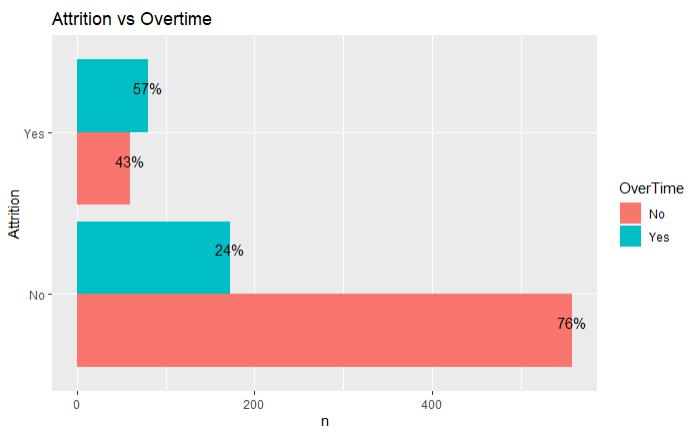 Attrition vs Overtime
57%
Yes
43%
24%
No
76%
Attrition
0 200 400
n
OverTime
No
Yes